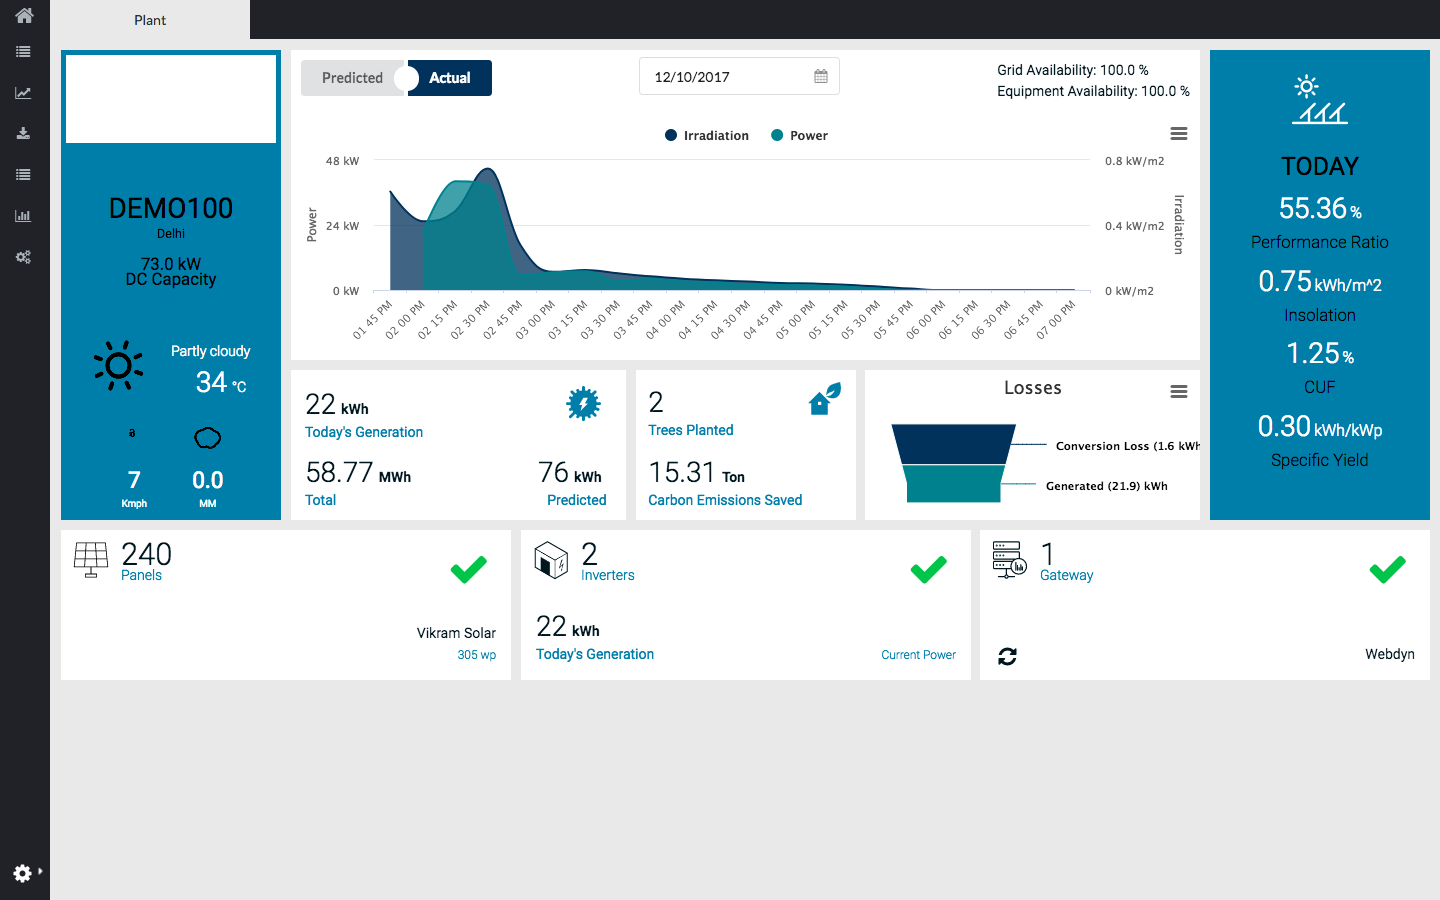 Plant
DEMO100
Delhi
73.0 kW
DC Capacity
Partly cloudy
34 °C
7
Kmph
0.0
MM
Predicted
Actual
12/10/2017
Grid Availability: 100.0 %
Equipment Availability: 100.0 %
Irradiation
Power
48 kW
24 kW
0 kW
Power
0.8 kW/m2
0.4 kW/m2
0 kW/m2
Irradiation
01 45 PM
02 00 PM
02 15 PM
02 30 PM
02 45 PM
03 00 PM
03 15 PM
03 30 PM
03 45 PM
04 00 PM
04 15 PM
04 30 PM
04 45 PM
05 00 PM
05 15 PM
05 30 PM
05 45 PM
06 00 PM
06 15 PM
06 30 PM
06 45 PM
07 00 PM
22 kWh
Today's Generation
58.77 MWh
Total
76 kWh
Predicted
2
Trees Planted
15.31 Ton
Carbon Emissions Saved
Losses
Conversion Loss (1.6 kWh
Generated (21.9) kWh
TODAY
55.36 %
Performance Ratio
0.75 kWh/m^2
Insolation
1.25 %
CUF
0.30 kWh/kWp
Specific Yield
240
Panels
Vikram Solar
305 wp
2
Inverters
22 kWh
Today's Generation
Current Power
1
Gateway
Webdyn